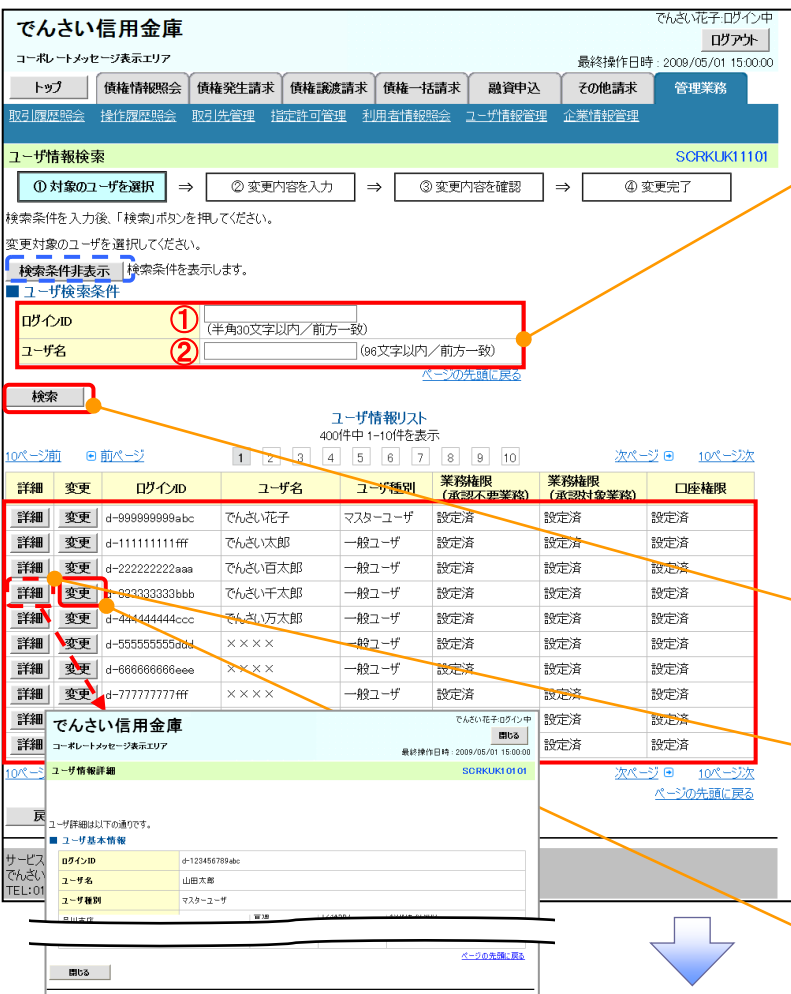 でんさい信用金庫
でんさい花子:ログイン中
ログアウト
コーポレートメッセージ表示エリア
最終操作日時：2009/05/01 15:00:00
トップ 債権情報照会 債権発生請求 債権譲渡請求 債権一括請求 融資申込 その他請求 管理業務
取引履歴照会 操作履歴照会 取引先管理 指定許可管理 利用者情報照会 ユーザ情報管理 企業情報管理
ユーザ情報検索 SCRKUK11101
① 対象のユーザを選択 ⇒ ② 変更内容を入力 ⇒ ③ 変更内容を確認 ⇒ ④ 変更完了
検索条件を入力後、「検索」ボタンを押してください。
変更対象のユーザを選択してください。
検索条件非表示 検索条件を表示します。
■ ユーザ検索条件
ログインID ① (半角30文字以内／前方一致)
ユーザ名 ② (96文字以内／前方一致)
ページの先頭に戻る
検索
ユーザ情報リスト
400件中 1-10件を表示
10ページ前 前ページ 1 2 3 4 5 6 7 8 9 10 次ページ 10ページ次
詳細 変更 ログインID ユーザ名 ユーザ種別 業務権限(承認不要業務) 業務権限(承認対象業務) 口座権限
詳細 変更 d-999999999abc でんさい花子 マスターユーザ 設定済 設定済 設定済
詳細 変更 d-111111111fff でんさい太郎 一般ユーザ 設定済 設定済 設定済
詳細 変更 d-222222222aaa でんさい百太郎 一般ユーザ 設定済 設定済 設定済
詳細 変更 d-333333333bbb でんさい千太郎 一般ユーザ 設定済 設定済 設定済
詳細 変更 d-444444444ccc でんさい万太郎 一般ユーザ 設定済 設定済 設定済
詳細 変更 d-555555555ddd ×××× 一般ユーザ 設定済 設定済 設定済
詳細 変更 d-666666666eee ×××× 一般ユーザ 設定済 設定済 設定済
詳細 変更 d-777777777fff ×××× 一般ユーザ 設定済 設定済 設定済
詳細 設定済 設定済
詳細 設定済 設定済
10ページ 次ページ 10ページ次
ページの先頭に戻る
戻
サービス
でんさい
TEL:01
でんさい信用金庫
でんさい花子:ログイン中
閉じる
コーポレートメッセージ表示エリア
最終操作日時：2009/05/01 15:00:00
ユーザ情報詳細 SCRKUK10101
ユーザ詳細は以下の通りです。
■ ユーザ基本情報
ログインID d-123456789abc
ユーザ名 山田太郎
ユーザ種別 マスターユーザ
ページの先頭に戻る
閉じる